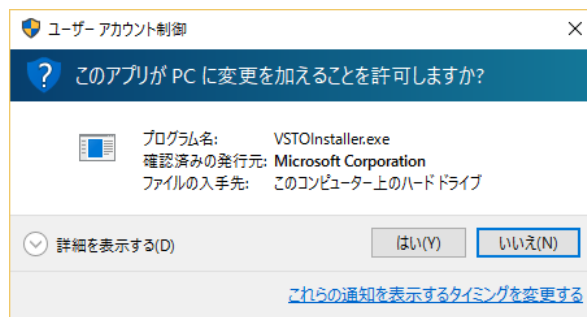 ユーザー アカウント制御
このアプリが PC に変更を加えることを許可しますか?
プログラム名: VSTOInstaller.exe
確認済みの発行元: Microsoft Corporation
ファイルの入手先: このコンピューター上のハード ドライブ
詳細を表示する(D) はい(Y) いいえ(N)
これらの通知を表示するタイミングを変更する